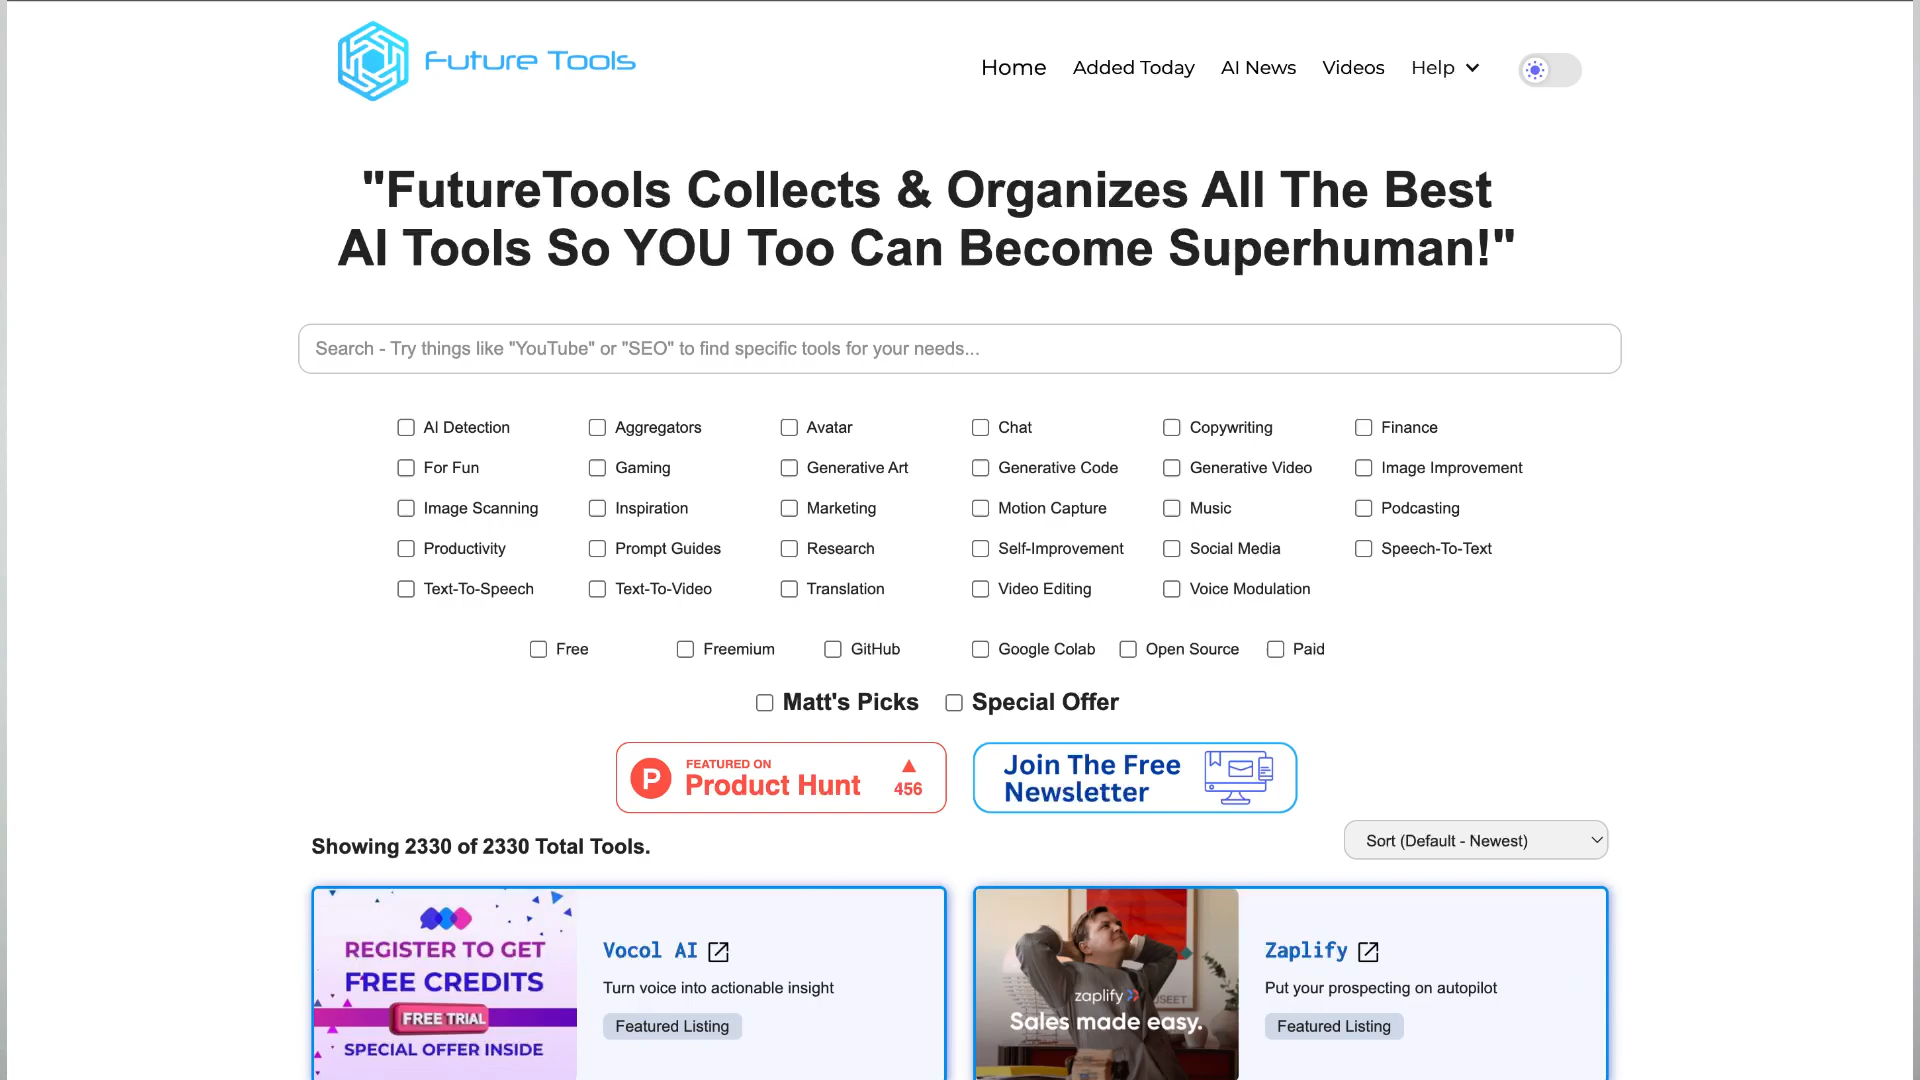 Future Tools
Home Added Today AI News Videos Help
"FutureTools Collects & Organizes All The Best
AI Tools So YOU Too Can Become Superhuman!"
Search - Try things like "YouTube" or "SEO" to find specific tools for your needs...
AI Detection Aggregators Avatar Chat Copywriting Finance
For Fun Gaming Generative Art Generative Code Generative Video Image Improvement
Image Scanning Inspiration Marketing Motion Capture Music Podcasting
Productivity Prompt Guides Research Self-Improvement Social Media Speech-To-Text
Text-To-Speech Text-To-Video Translation Video Editing Voice Modulation
Free Freemium GitHub Google Colab Open Source Paid
Matt's Picks Special Offer
P FEATURED ON
Product Hunt
456
Join The Free
Newsletter
Showing 2330 of 2330 Total Tools.
Sort (Default - Newest)
REGISTER TO GET
FREE CREDITS
FREE TRIAL
SPECIAL OFFER INSIDE
Vocol AI
Turn voice into actionable insight
Featured Listing
zaplify
Sales made easy.
Zaplify
Put your prospecting on autopilot
Featured Listing